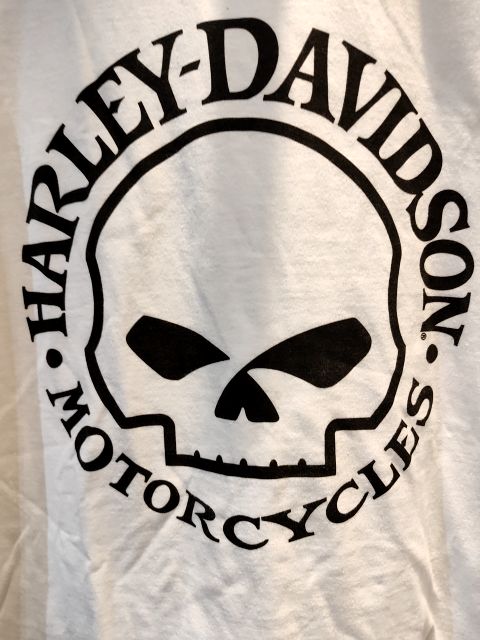 HARLEY-DAVIDSON
• MOTORCYCLES •
®